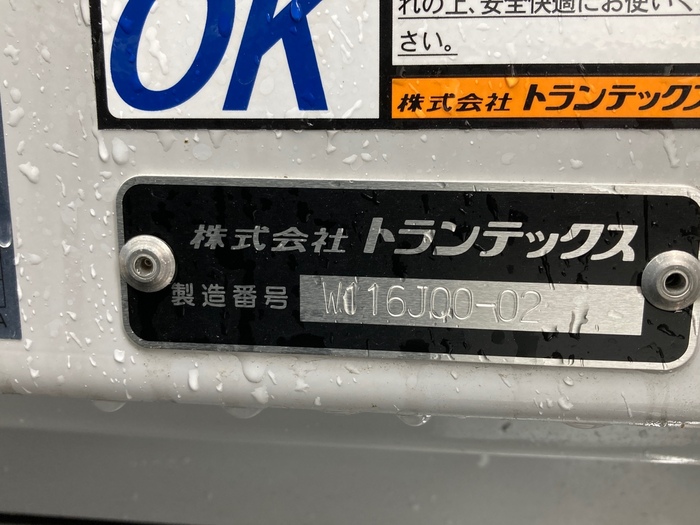 OK
れの上、安全快適にお使いく
さい。
株式会社 トランテックス
株式会社 トランテックス
製造番号 W116J00-02